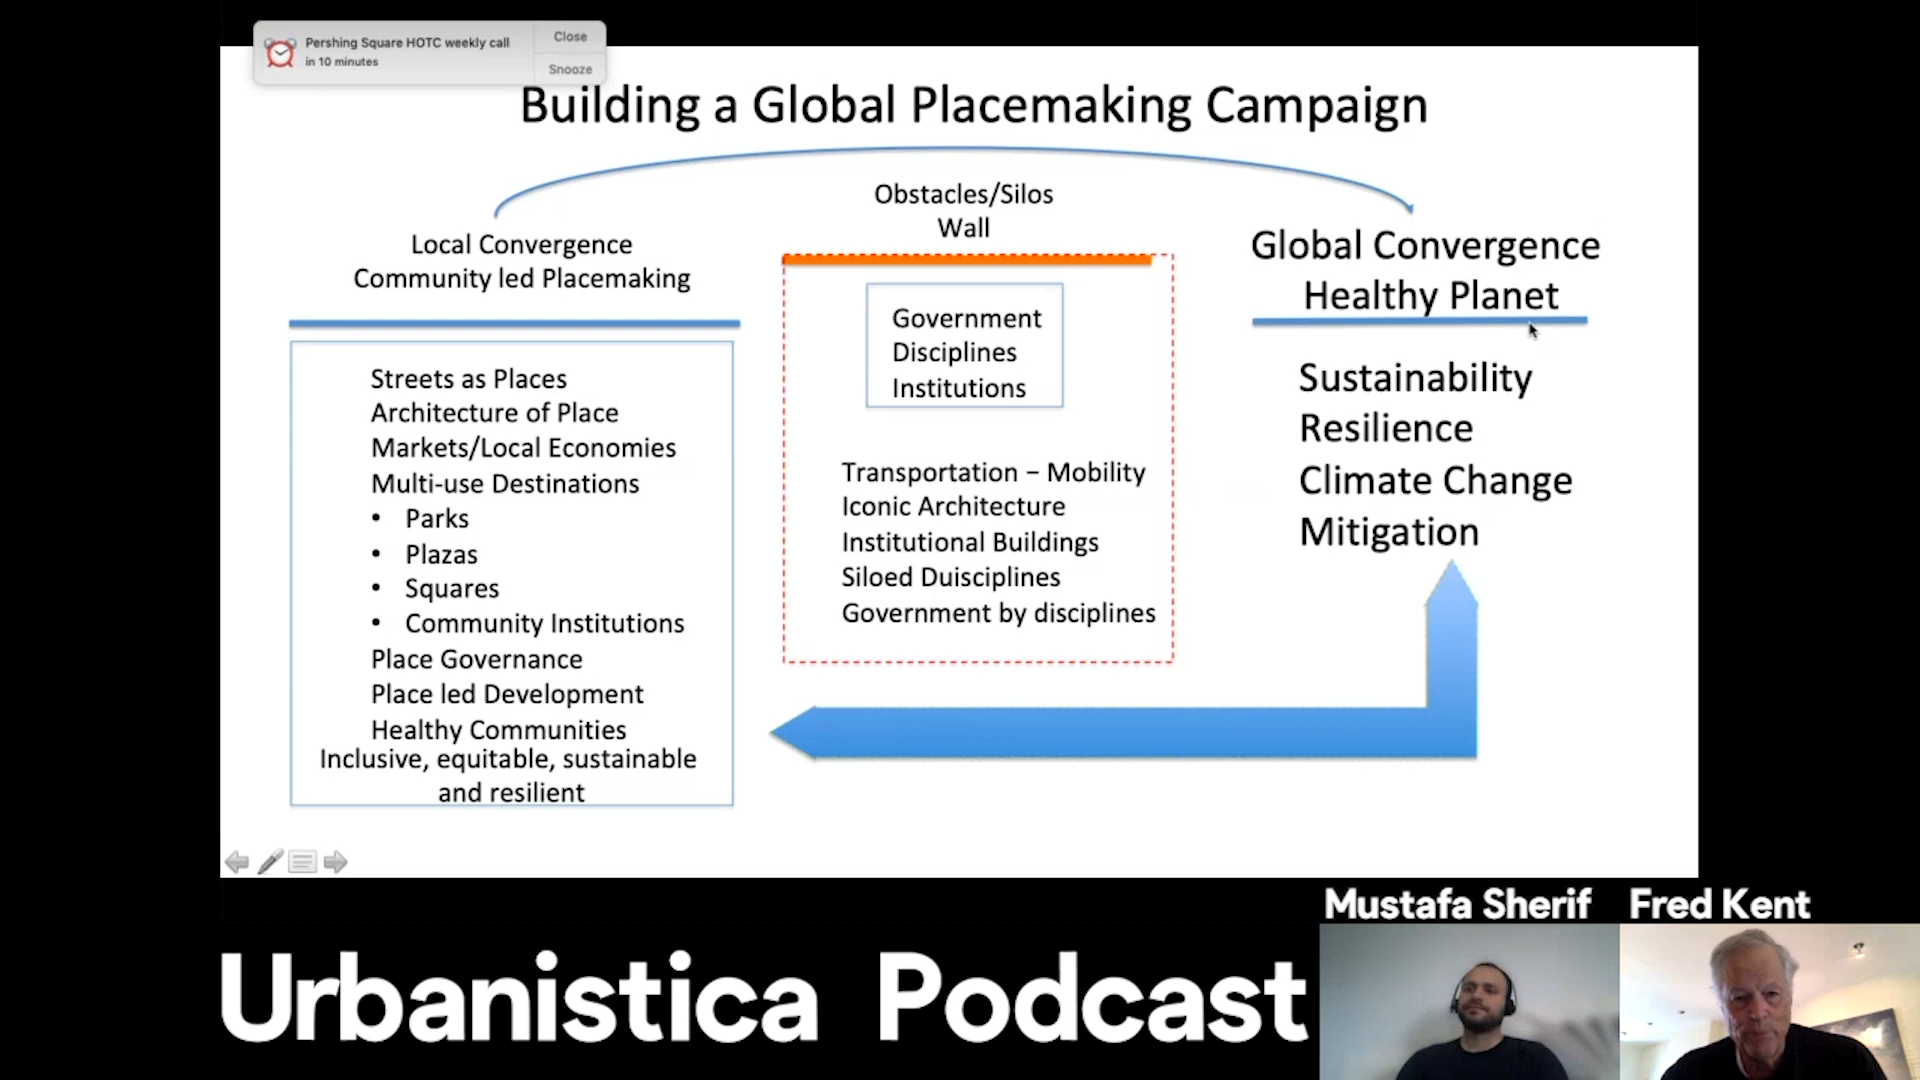 Pershing Square HOTC weekly call
in 10 minutes
Close
Snooze
Building a Global Placemaking Campaign
Local Convergence
Community led Placemaking
Streets as Places
Architecture of Place
Markets/Local Economies
Multi-use Destinations
• Parks
• Plazas
• Squares
• Community Institutions
Place Governance
Place led Development
Healthy Communities
Inclusive, equitable, sustainable
and resilient
Obstacles/Silos
Wall
Government
Disciplines
Institutions
Transportation – Mobility
Iconic Architecture
Institutional Buildings
Siloed Duisciplines
Government by disciplines
Global Convergence
Healthy Planet
Sustainability
Resilience
Climate Change
Mitigation
Mustafa Sherif
Fred Kent
Urbanistica Podcast